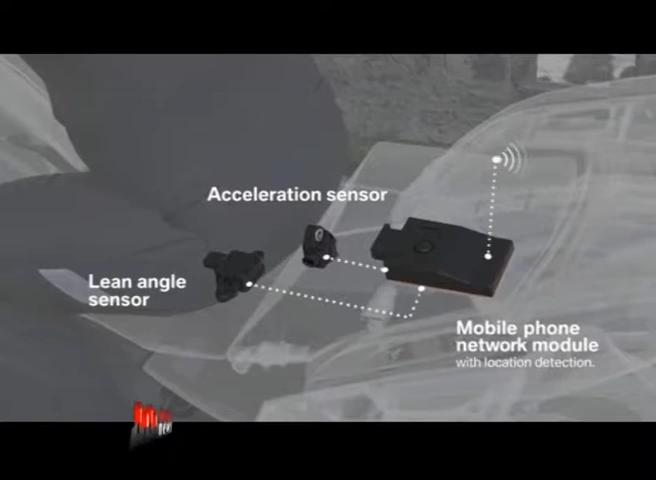 Acceleration sensor
Lean angle
sensor
Mobile phone
network module
with location detection.